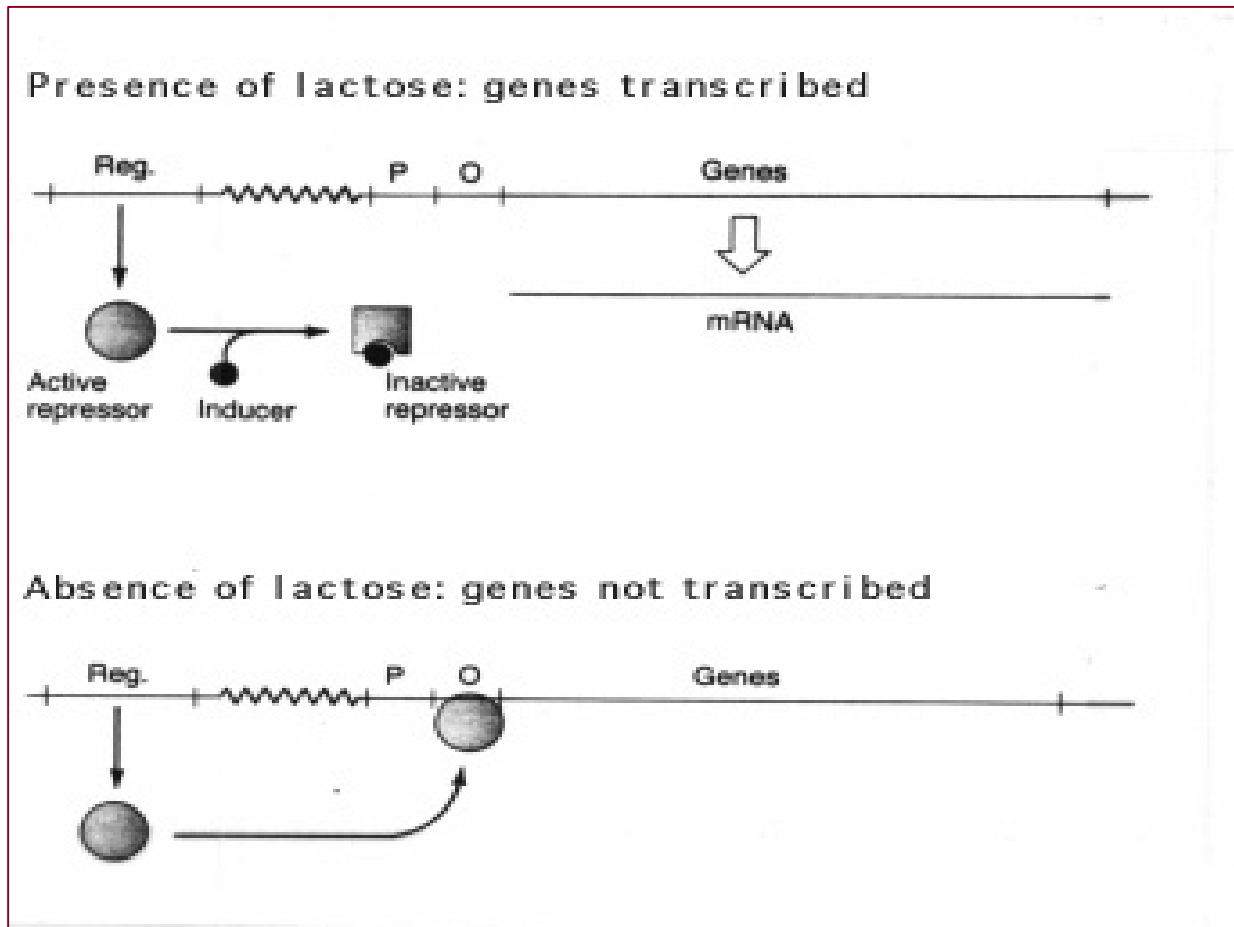 Presence of lactose: genes transcribed
Reg. P O Genes
mRNA
Active repressor
Inducer
Inactive repressor
Absence of lactose: genes not transcribed
Reg. P O Genes